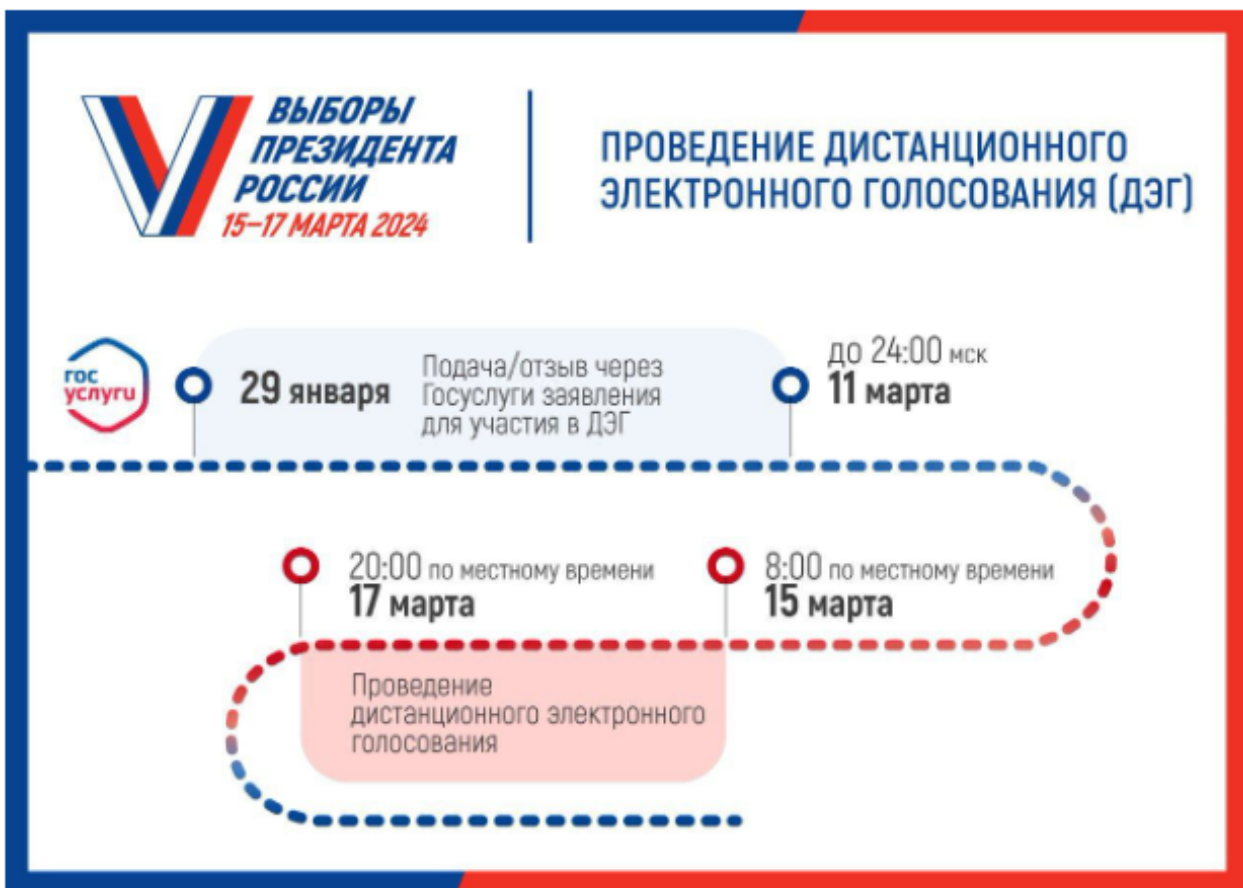 ВЫБОРЫ
ПРЕЗИДЕНТА
РОССИИ
15–17 МАРТА 2024
ПРОВЕДЕНИЕ ДИСТАНЦИОННОГО
ЭЛЕКТРОННОГО ГОЛОСОВАНИЯ (ДЭГ)
гос
услуги
29 января
Подача/отзыв через
Госуслуги заявления
для участия в ДЭГ
до 24:00 мск
11 марта
20:00 по местному времени
17 марта
8:00 по местному времени
15 марта
Проведение
дистанционного электронного
голосования